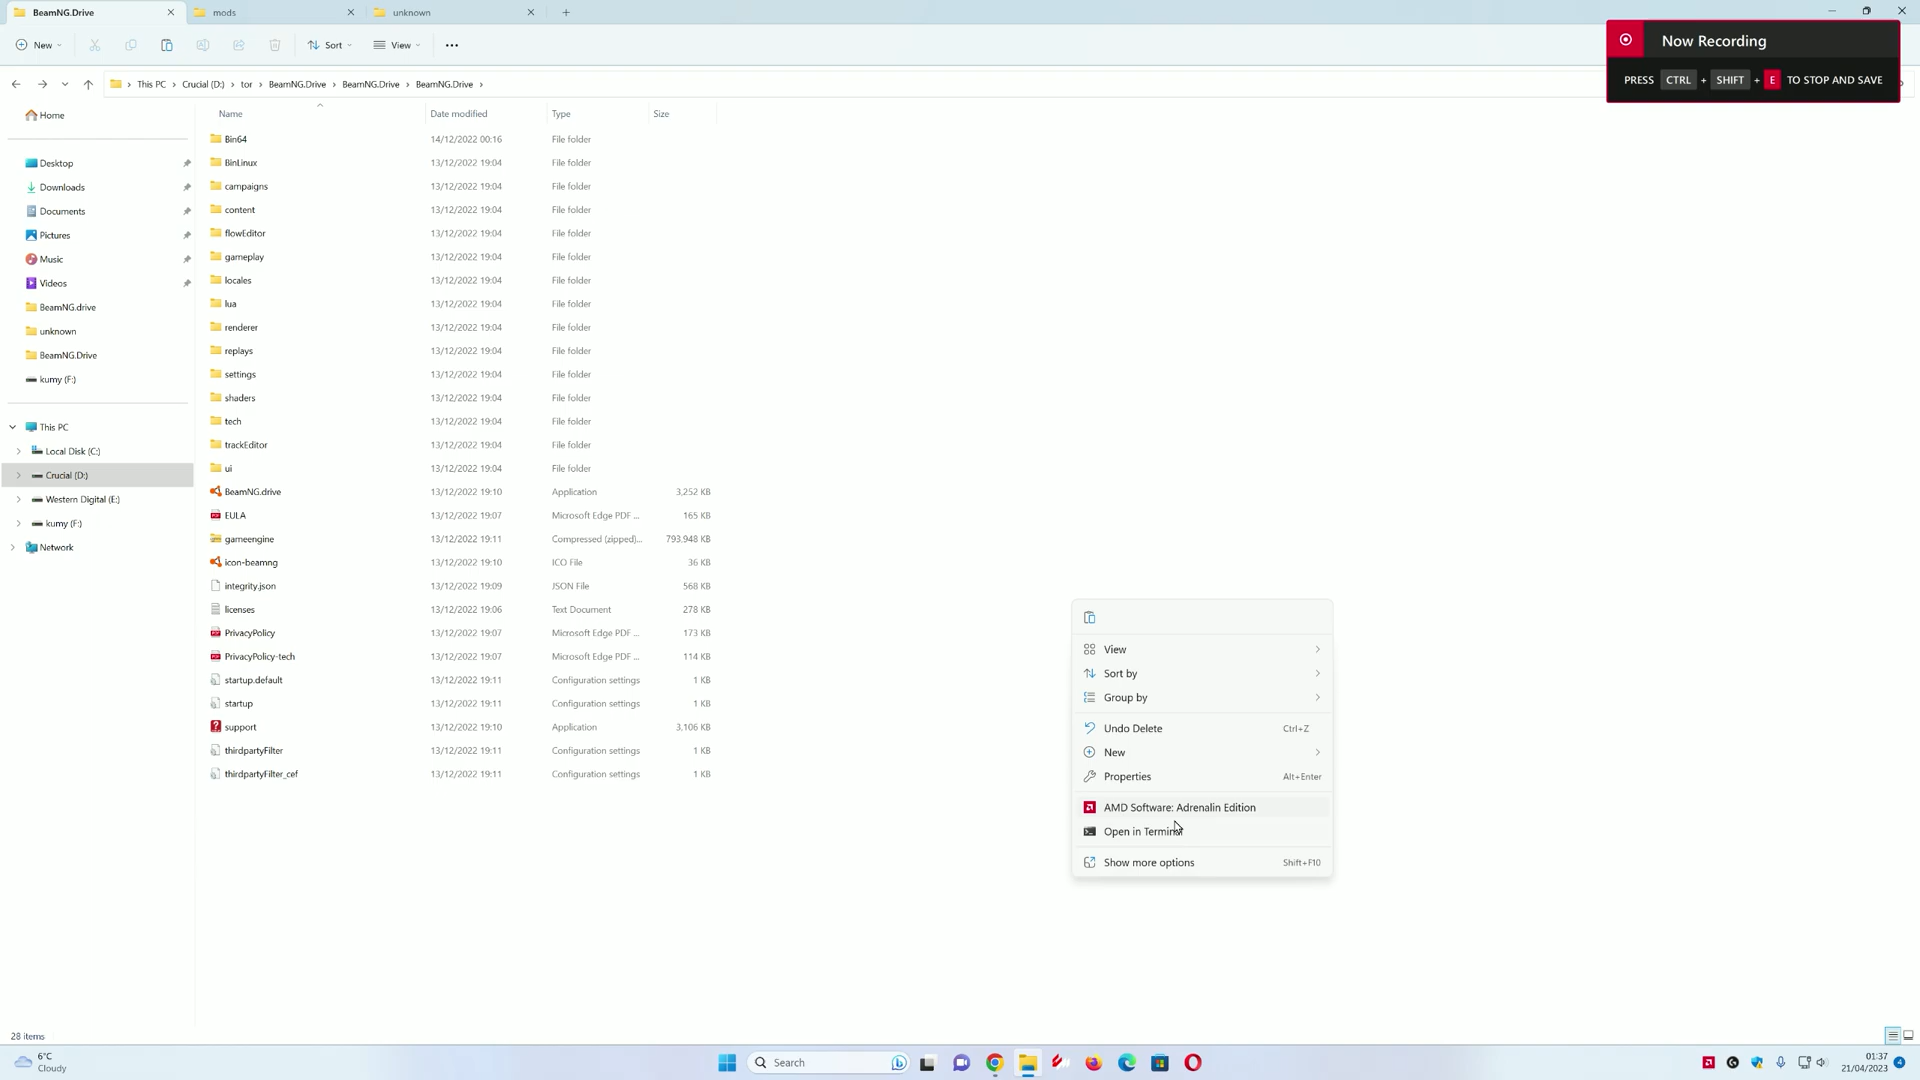 BeamNG.Drive
mods
unknown
New
Sort
View
This PC
Crucial (D:)
tor
BeamNG.Drive
BeamNG.Drive
BeamNG.Drive
Now Recording
PRESS CTRL + SHIFT + E TO STOP AND SAVE
Home
Desktop
Downloads
Documents
Pictures
Music
Videos
BeamNG.drive
unknown
BeamNG.Drive
kumy (F:)
This PC
Local Disk (C:)
Crucial (D:)
Western Digital (E:)
kumy (F:)
Network
Name Date modified Type Size
Bin64 14/12/2022 00:16 File folder
BinLinux 13/12/2022 19:04 File folder
campaigns 13/12/2022 19:04 File folder
content 13/12/2022 19:04 File folder
flowEditor 13/12/2022 19:04 File folder
gameplay 13/12/2022 19:04 File folder
locales 13/12/2022 19:04 File folder
lua 13/12/2022 19:04 File folder
renderer 13/12/2022 19:04 File folder
replays 13/12/2022 19:04 File folder
settings 13/12/2022 19:04 File folder
shaders 13/12/2022 19:04 File folder
tech 13/12/2022 19:04 File folder
trackEditor 13/12/2022 19:04 File folder
ui 13/12/2022 19:04 File folder
BeamNG.drive 13/12/2022 19:10 Application 3,252 KB
EULA 13/12/2022 19:07 Microsoft Edge PDF ... 165 KB
gameengine 13/12/2022 19:11 Compressed (zipped)... 793,948 KB
icon-beamng 13/12/2022 19:10 ICO File 36 KB
integrity.json 13/12/2022 19:09 JSON File 568 KB
licenses 13/12/2022 19:06 Text Document 278 KB
PrivacyPolicy 13/12/2022 19:07 Microsoft Edge PDF ... 173 KB
PrivacyPolicy-tech 13/12/2022 19:07 Microsoft Edge PDF ... 114 KB
startup.default 13/12/2022 19:11 Configuration settings 1 KB
startup 13/12/2022 19:11 Configuration settings 1 KB
support 13/12/2022 19:10 Application 3,106 KB
thirdpartyFilter 13/12/2022 19:11 Configuration settings 1 KB
thirdpartyFilter_cef 13/12/2022 19:11 Configuration settings 1 KB
View
Sort by
Group by
Undo Delete Ctrl+Z
New
Properties Alt+Enter
AMD Software: Adrenalin Edition
Open in Terminal
Show more options Shift+F10
28 items
6°C
Cloudy
Search
01:37
21/04/2023
4